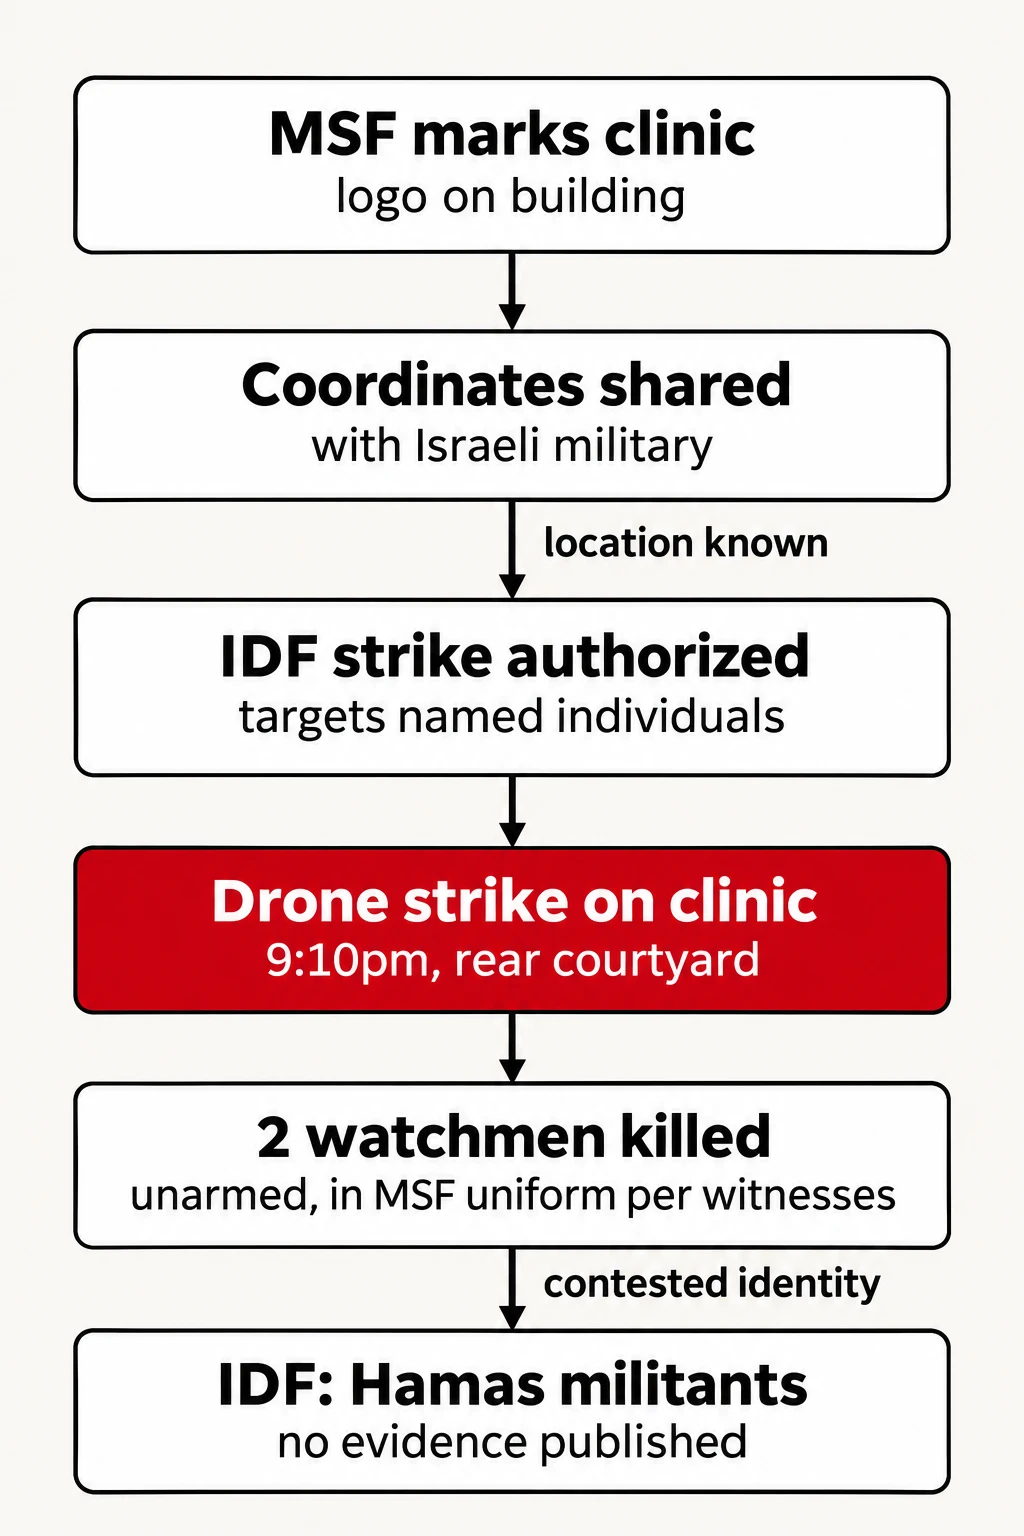 MSF marks clinic
logo on building
Coordinates shared
with Israeli military
location known
IDF strike authorized
targets named individuals
Drone strike on clinic
9:10pm, rear courtyard
2 watchmen killed
unarmed, in MSF uniform per witnesses
contested identity
IDF: Hamas militants
no evidence published